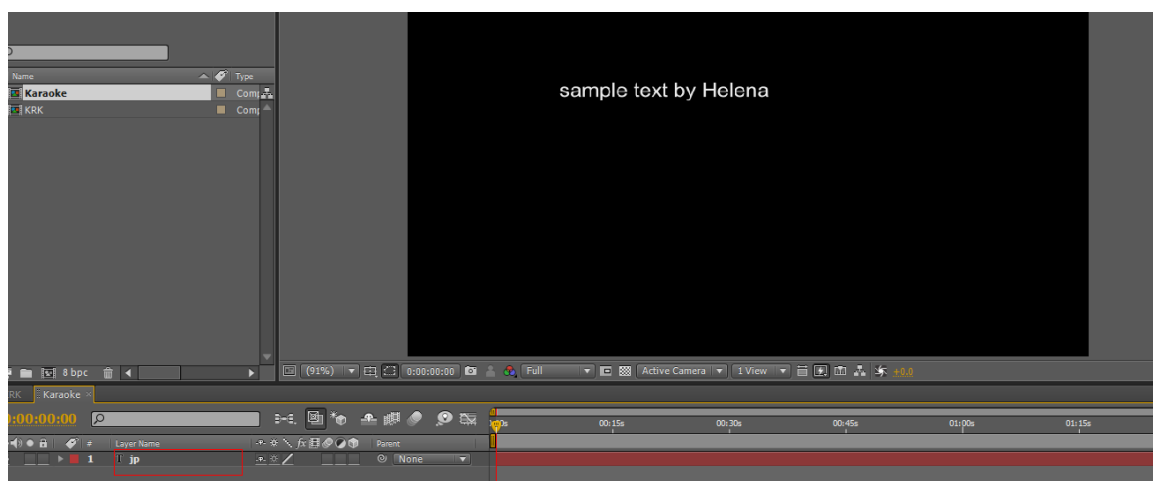 Name Type
Karaoke Comp
KRK Comp
sample text by Helena
8 bpc
(91%) 0:00:00:00 Full Active Camera 1 View +0.0
RK Karaoke ×
0:00:00:00
00:15s 00:30s 00:45s 01:00s 01:15s
# Layer Name fx Parent
1 T jp None